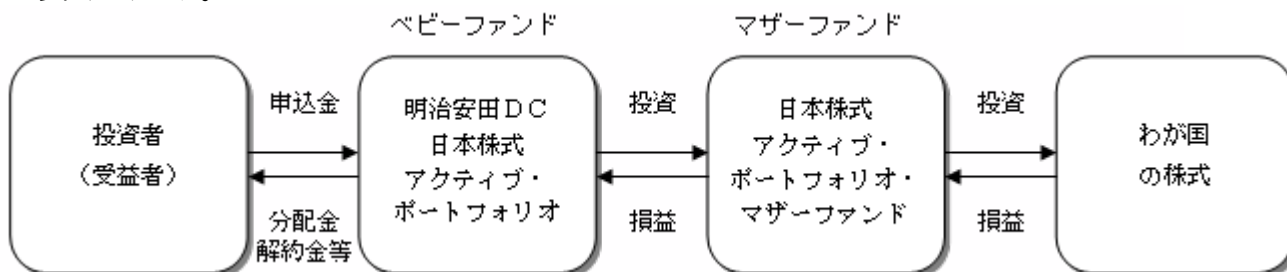 ベビーファンド
マザーファンド
投資者
（受益者）
申込金
分配金
解約金等
明治安田ＤＣ
日本株式
アクティブ・
ポートフォリオ
投資
損益
日本株式
アクティブ・
ポートフォリオ・
マザーファンド
投資
損益
わが国
の株式